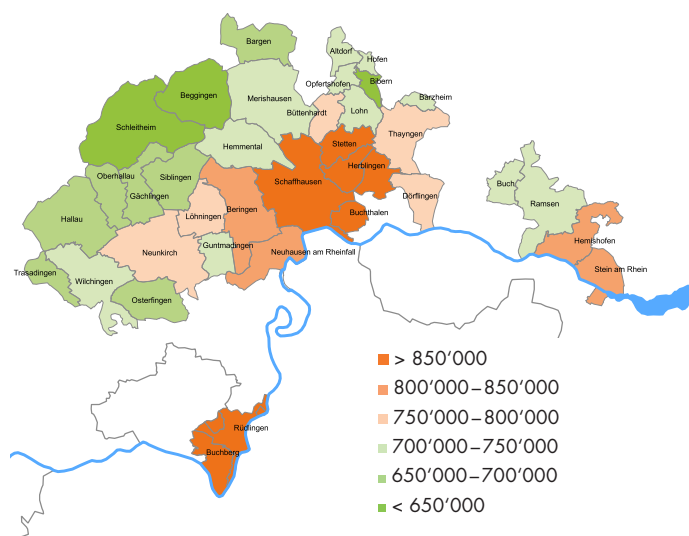 Bargen
Altdorf
Hofen
Opfertshofen
Bibern
Beggingen
Merishausen
Barzheim
Büttenhardt
Lohn
Schleitheim
Thayngen
Hemmental
Stetten
Herblingen
Oberhallau
Siblingen
Schaffhausen
Buch
Gächlingen
Dörflingen
Ramsen
Beringen
Buchthalen
Hallau
Löhningen
Hemishofen
Guntmadingen
Neunkirch
Neuhausen am Rheinfall
Stein am Rhein
Trasadingen
Wilchingen
Osterfingen
> 850’000
800’000–850’000
750’000–800’000
700’000–750’000
650’000–700’000
< 650’000
Rüdlingen
Buchberg